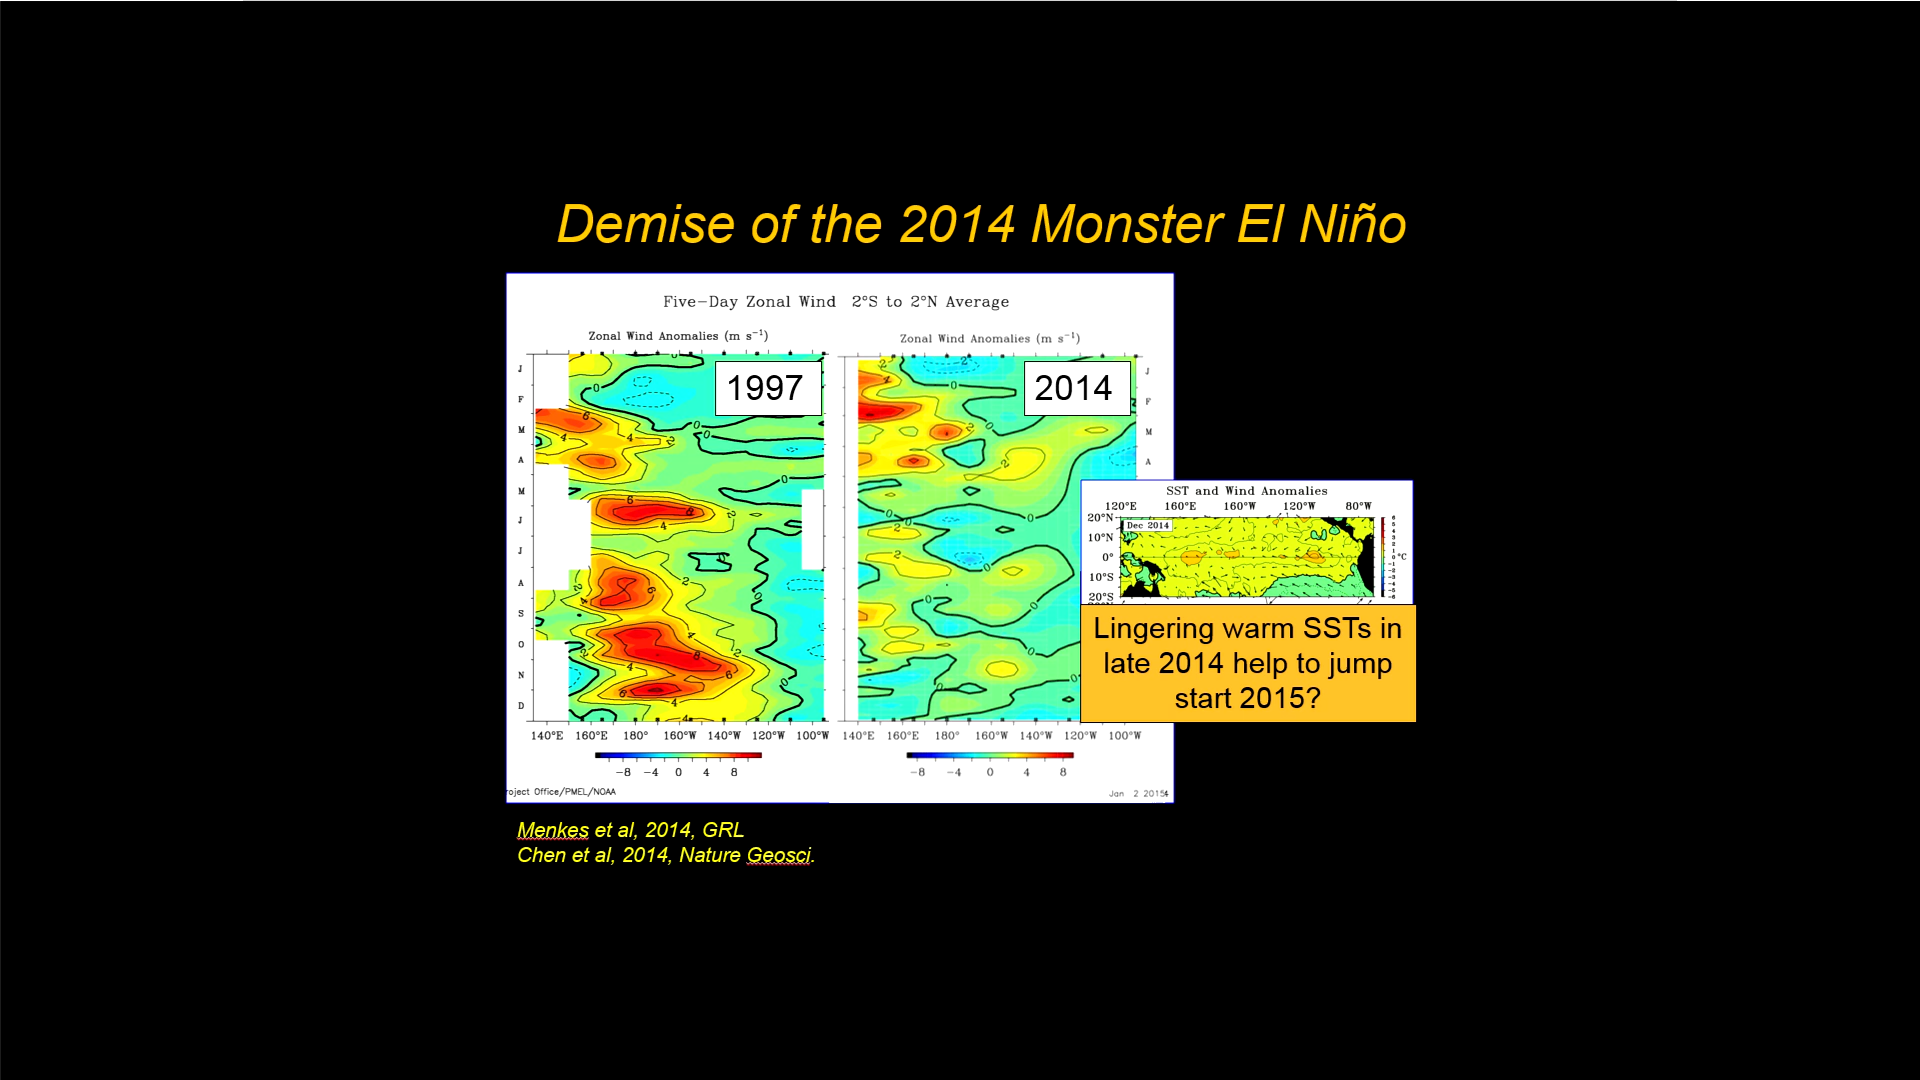 Demise of the 2014 Monster El Niño
Five-Day Zonal Wind 2°S to 2°N Average
Zonal Wind Anomalies (m s⁻¹)
Zonal Wind Anomalies (m s⁻¹)
1997
2014
J
F
M
A
M
J
J
A
S
O
N
D
J
F
M
A
140°E 160°E 180° 160°W 140°W 120°W 100°W
140°E 160°E 180° 160°W 140°W 120°W 100°W
-8 -4 0 4 8
-8 -4 0 4 8
roject Office/PMEL/NOAA
Jan 2 2015
SST and Wind Anomalies
120°E 160°E 160°W 120°W 80°W
20°N
10°N
0°
10°S
20°S
Dec 2014
°C
Lingering warm SSTs in
late 2014 help to jump
start 2015?
Menkes et al, 2014, GRL
Chen et al, 2014, Nature Geosci.